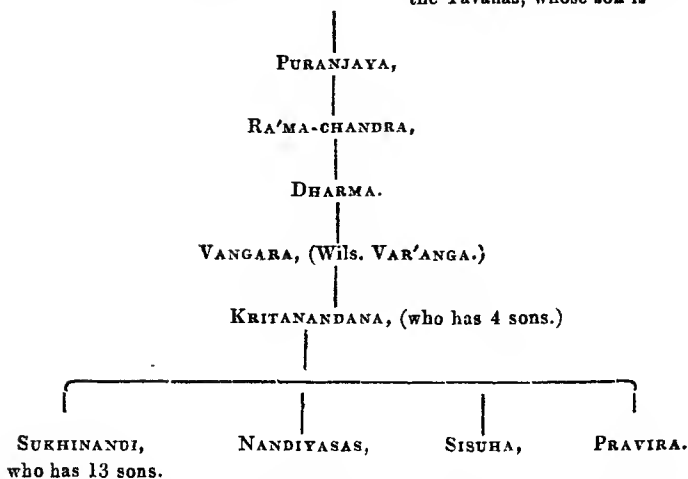 the Yavanas, whose son is
PURANJAYA,
RA'MA-CHANDRA,
DHARMA.
VANGARA, (Wils. VAR'ANGA.)
KRITANANDANA, (who has 4 sons.)
SUKHINANDI, NANDIYASAS, SISUHA, PRAVIRA.
who has 13 sons.